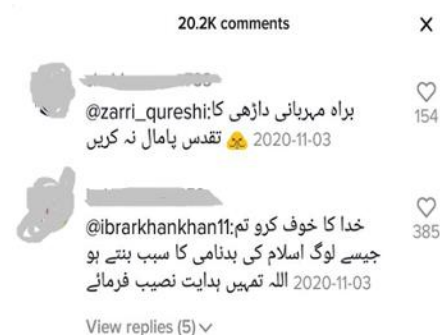 20.2K comments X
@zarri_qureshi:براہ مہربانی داڑھی کا
تقدس پامال نہ کریں 🙏 2020-11-03
154
@ibrarkhankhan11:خدا کا خوف کرو تم
جیسے لوگ اسلام کی بدنامی کا سبب بنتے ہو
اللہ تمہیں ہدایت نصیب فرمائے 2020-11-03
385
View replies (5)